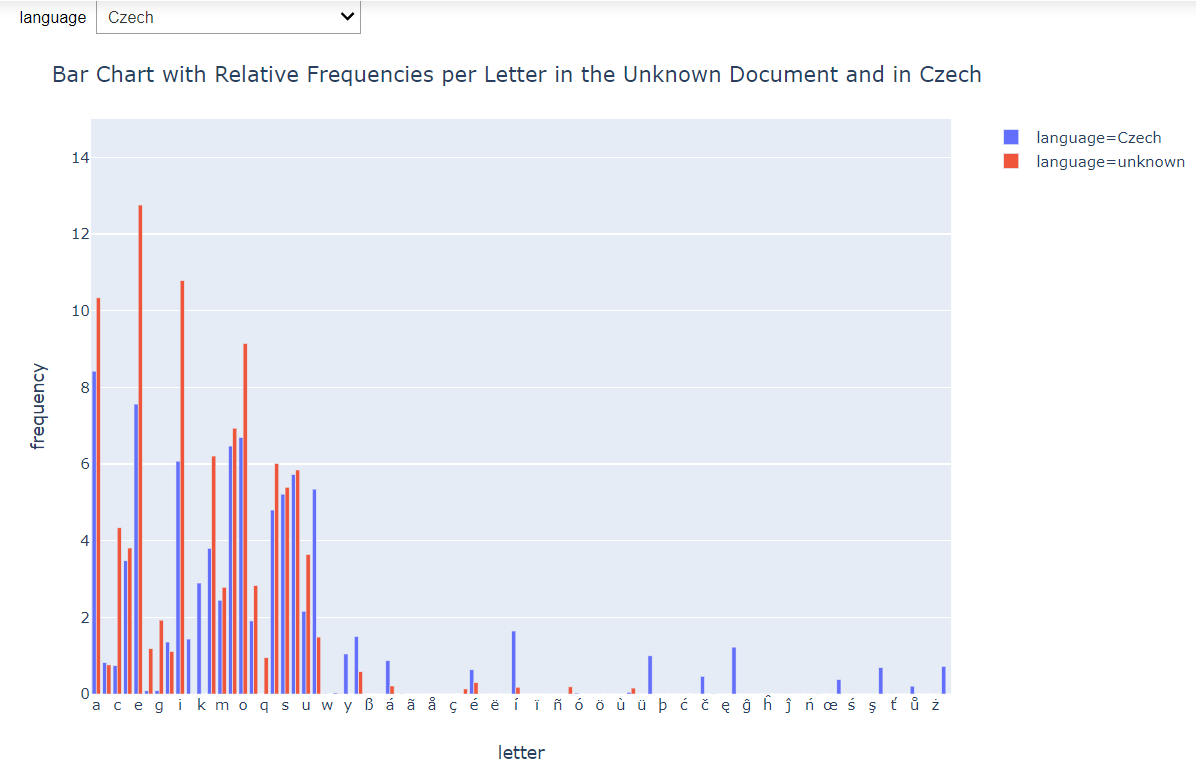 language Czech
Bar Chart with Relative Frequencies per Letter in the Unknown Document and in Czech
language=Czech
language=unknown
14
12
10
8
6
4
2
0
frequency
a c e g i k m o q s u w y ß á ã å ç é ë í ï ñ ó ö ù ü þ ć č ę ĝ ĥ ĵ ń œ ś ş ť ů ż
letter